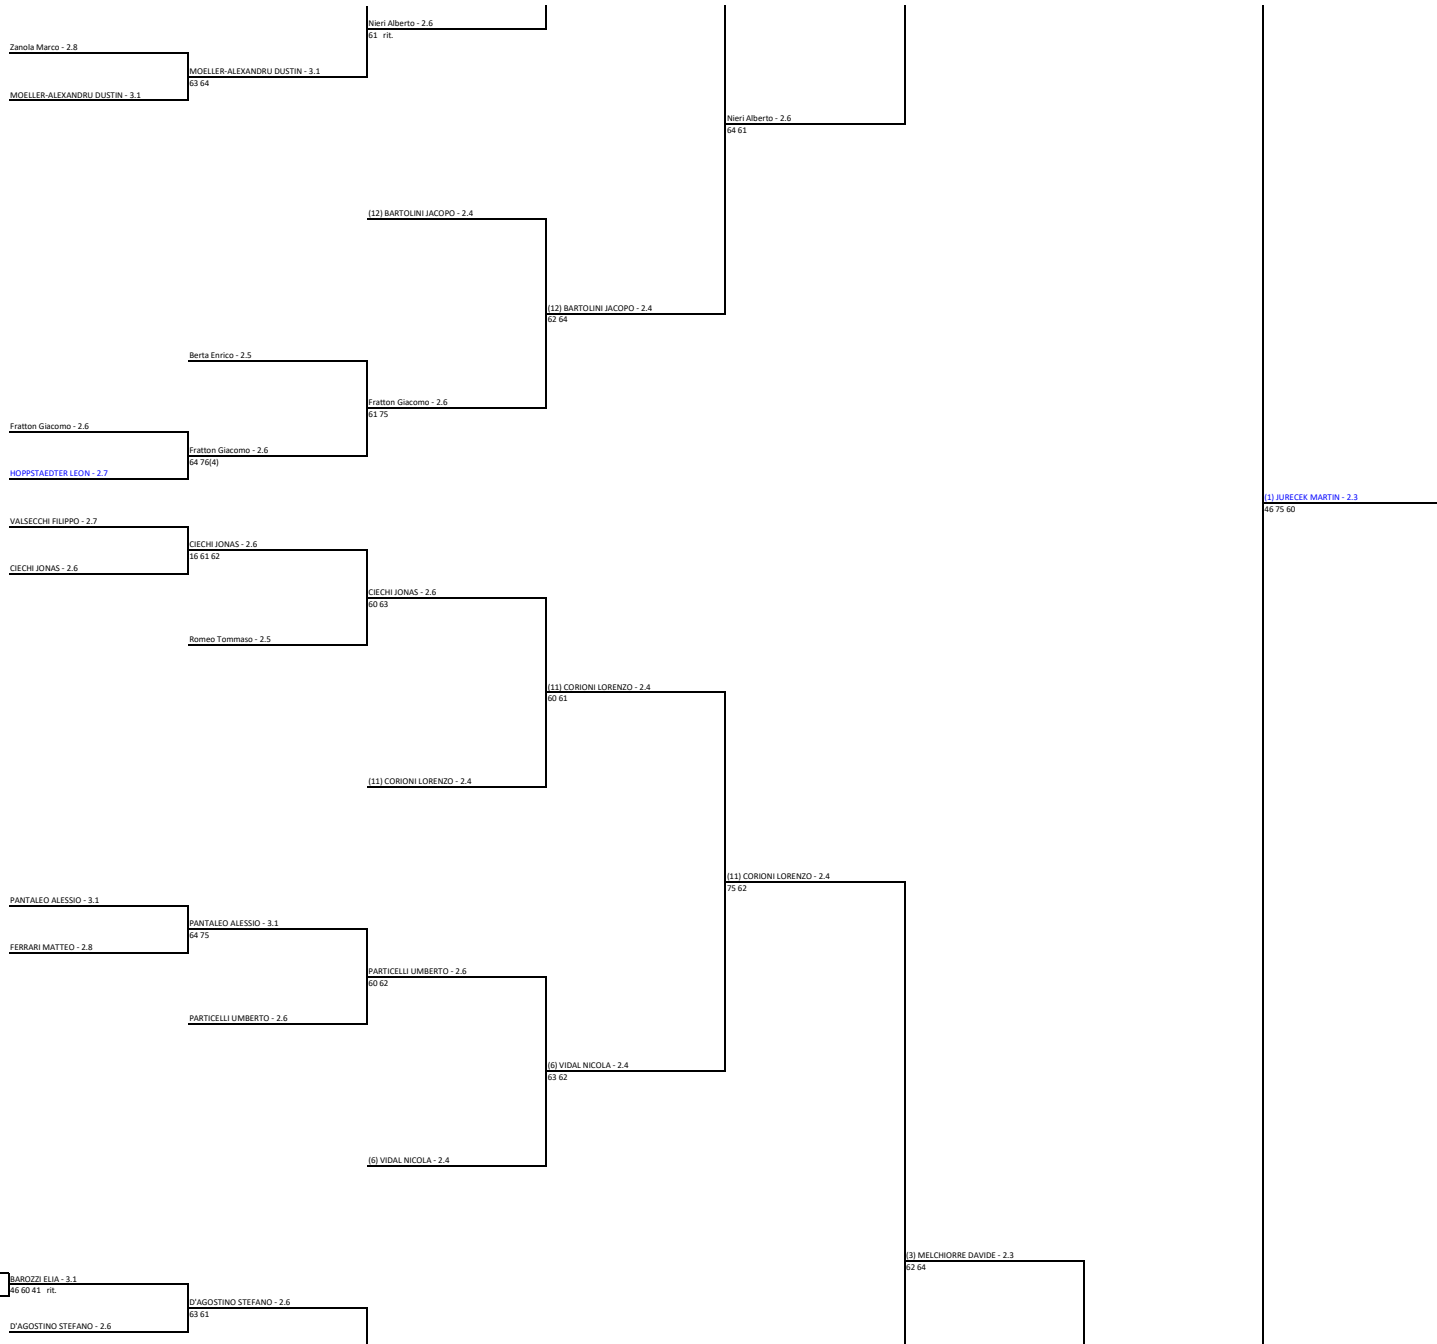 Nieri Alberto - 2.6
61 rit.
Zanola Marco - 2.8
MOELLER-ALEXANDRU DUSTIN - 3.1
63 64
MOELLER-ALEXANDRU DUSTIN - 3.1
Nieri Alberto - 2.6
64 61
(12) BARTOLINI JACOPO - 2.4
(12) BARTOLINI JACOPO - 2.4
62 64
Berta Enrico - 2.5
Fratton Giacomo - 2.6
61 75
Fratton Giacomo - 2.6
Fratton Giacomo - 2.6
64 76(4)
HOPPSTAEDTER LEON - 2.7
(1) JURECEK MARTIN - 2.3
46 75 60
VALSECCHI FILIPPO - 2.7
CIECHI JONAS - 2.6
16 61 62
CIECHI JONAS - 2.6
CIECHI JONAS - 2.6
60 63
Romeo Tommaso - 2.5
(11) CORIONI LORENZO - 2.4
60 61
(11) CORIONI LORENZO - 2.4
(11) CORIONI LORENZO - 2.4
75 62
PANTALEO ALESSIO - 3.1
PANTALEO ALESSIO - 3.1
64 75
FERRARI MATTEO - 2.8
PARTICELLI UMBERTO - 2.6
60 62
PARTICELLI UMBERTO - 2.6
(6) VIDAL NICOLA - 2.4
63 62
(6) VIDAL NICOLA - 2.4
(3) MELCHIORRE DAVIDE - 2.3
62 64
BAROZZI ELIA - 3.1
46 60 41 rit.
D'AGOSTINO STEFANO - 2.6
63 61
D'AGOSTINO STEFANO - 2.6